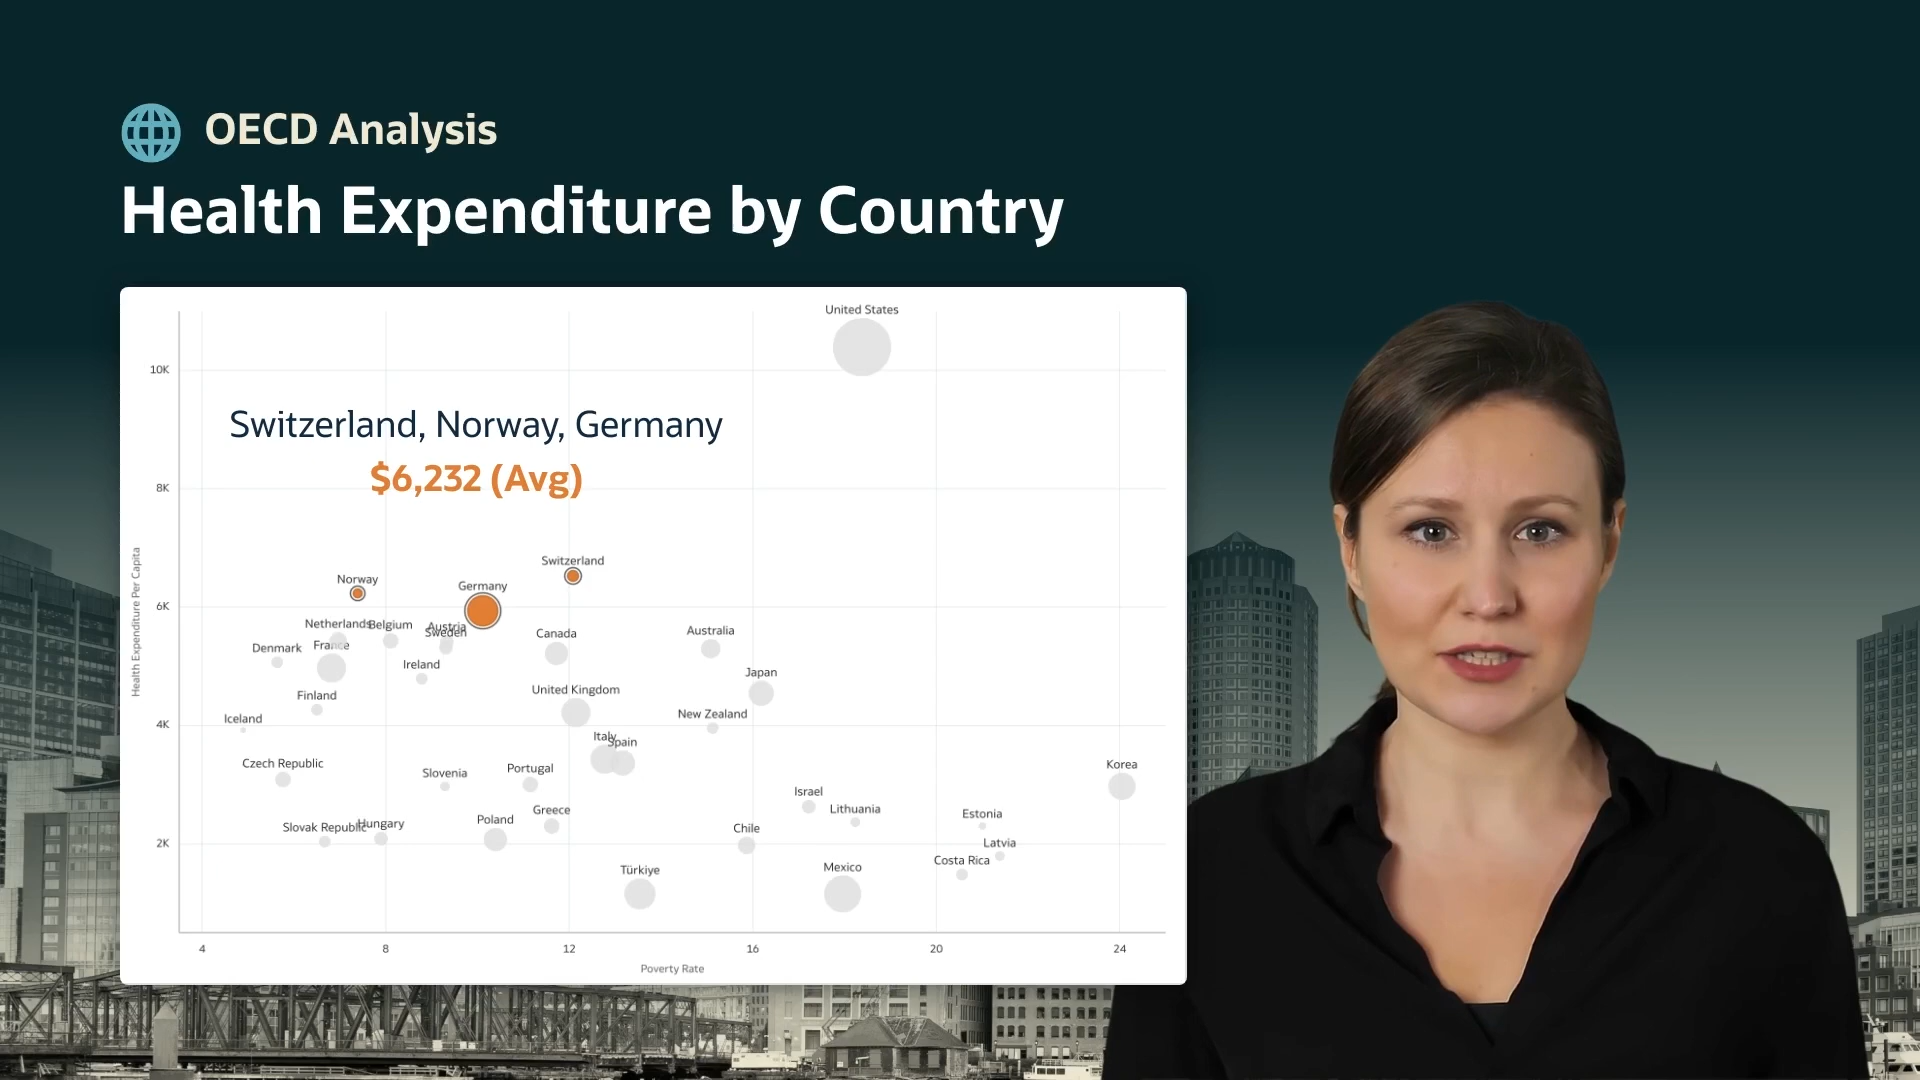 OECD Analysis
Health Expenditure by Country
United States
10K
Switzerland, Norway, Germany
$6,232 (Avg)
8K
Switzerland
Norway
Germany
6K
Netherlands
Belgium
Austria
Sweden
Canada
Australia
Denmark
France
Ireland
Japan
Finland
United Kingdom
Iceland
4K
New Zealand
Italy
Spain
Czech Republic
Slovenia
Portugal
Korea
Israel
Lithuania
Greece
Estonia
Slovak Republic
Hungary
Poland
Chile
2K
Latvia
Costa Rica
Türkiye
Mexico
Health Expenditure Per Capita
4
8
12
16
20
24
Poverty Rate